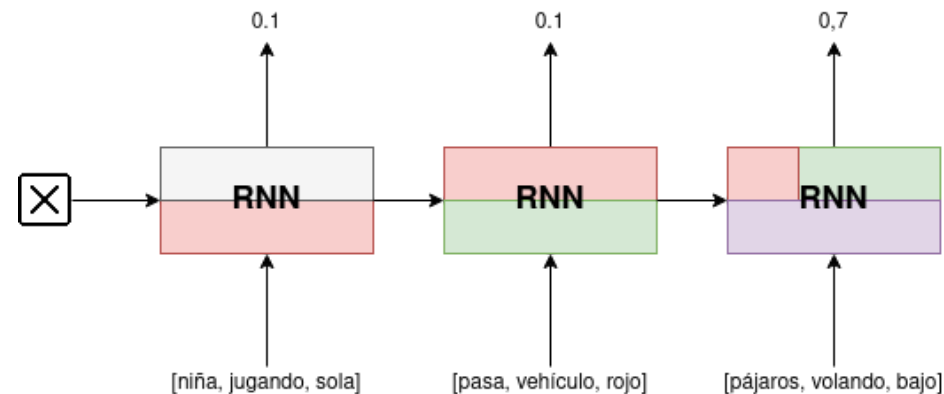 0.1 0.1 0,7
RNN RNN RNN
[niña, jugando, sola] [pasa, vehículo, rojo] [pájaros, volando, bajo]